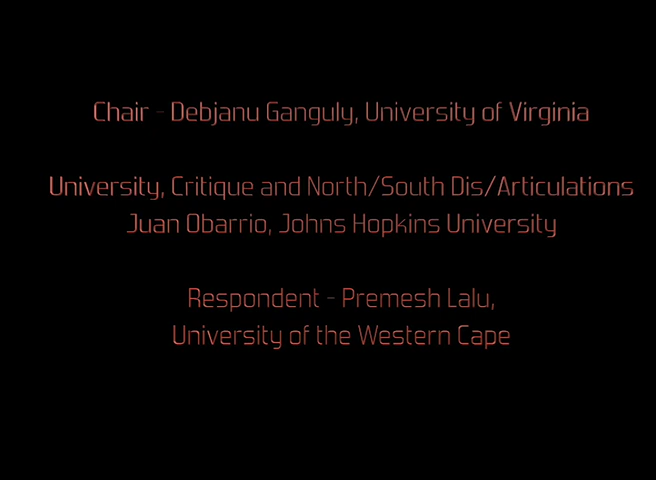 Chair - Debjanu Ganguly, University of Virginia
University, Critique and North/South Dis/Articulations
Juan Obarrio, Johns Hopkins University
Respondent - Premesh Lalu,
University of the Western Cape